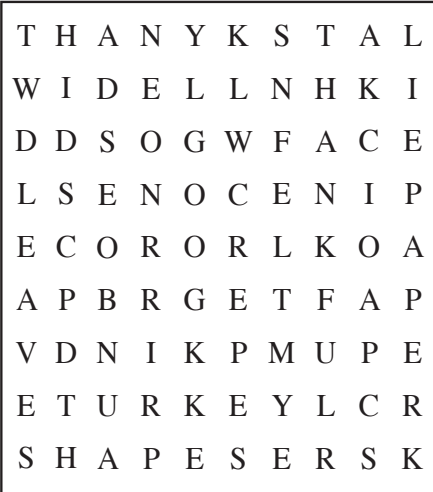 T H A N Y K S T A L
W I D E L L N H K I
D D S O G W F A C E
L S E N O C E N I P
E C O R O R L K O A
A P B R G E T F A P
V D N I K P M U P E
E T U R K E Y L C R
S H A P E S E R S K